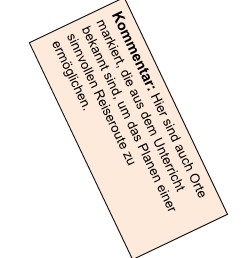 Kommentar: Hier sind auch Orte
markiert, die aus dem Unterricht
bekannt sind, um das Planen einer
sinnvollen Reiseroute zu
ermöglichen.